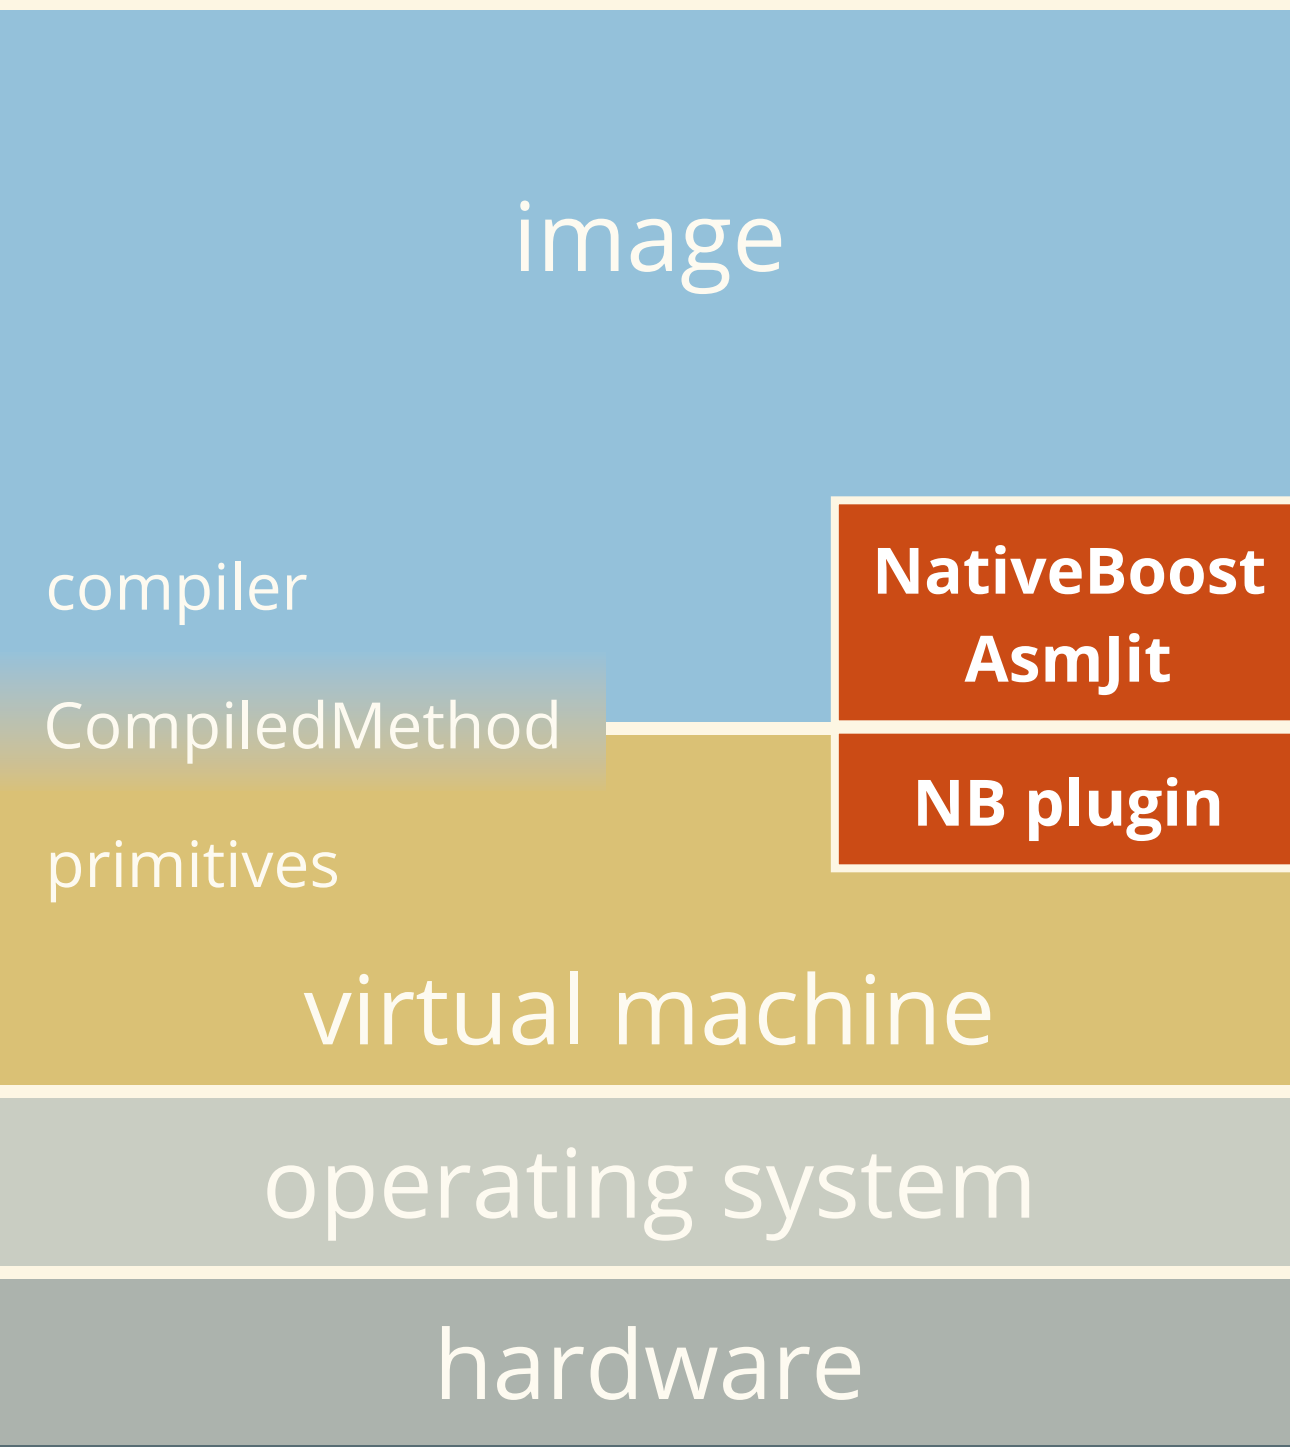 image
compiler
NativeBoost
AsmJit
CompiledMethod
NB plugin
primitives
virtual machine
operating system
hardware